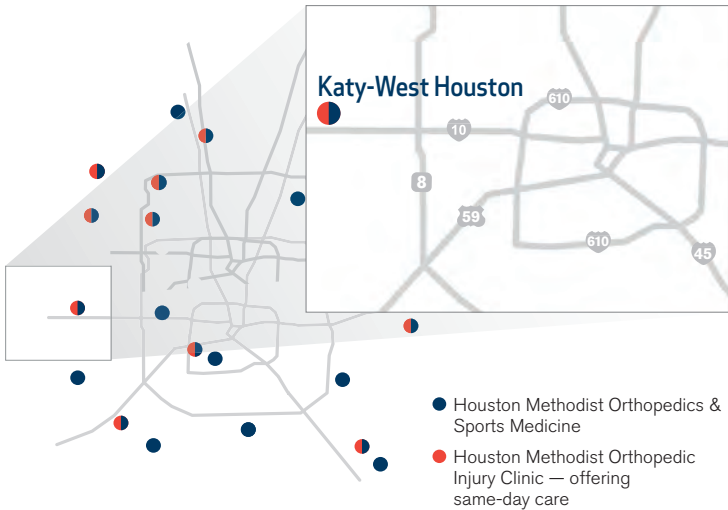 Katy-West Houston
610
10
8
59
610
45
Houston Methodist Orthopedics &
Sports Medicine
Houston Methodist Orthopedic
Injury Clinic — offering
same-day care